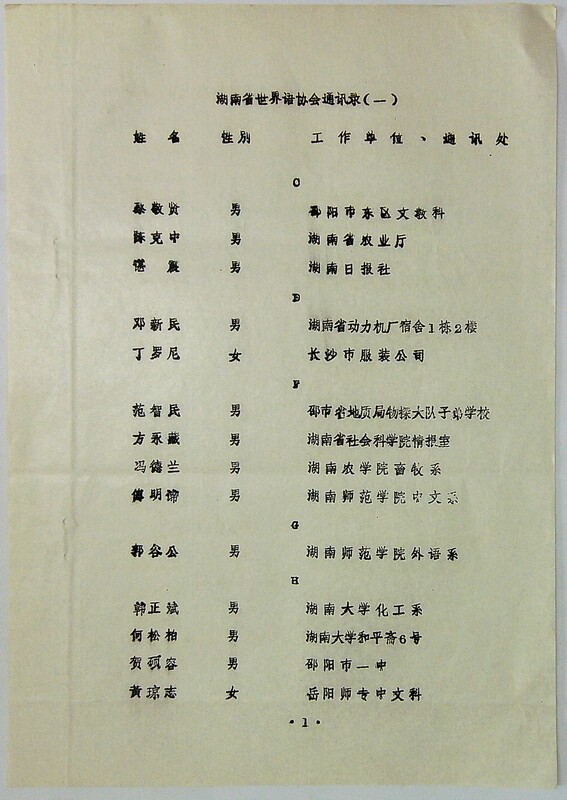 湖南省世界语协会通讯录(一)
姓名 性别 工作单位、通讯处
C
蔡敬贤 男 邵阳市东区文教科
陈克中 男 湖南省农业厅
谌震 男 湖南日报社
D
邓新民 男 湖南省动力机厂宿舍1栋2楼
丁罗尼 女 长沙市服装公司
F
范智民 男 邵市省地质局物探大队子弟学校
方永藏 男 湖南省社会科学院情报室
冯德兰 男 湖南农学院畜牧系
傅明 男 湖南师范学院中文系
G
郭谷公 男 湖南师范学院外语系
H
韩正斌 男 湖南大学化工系
何松柏 男 湖南大学和平斋6号
贺硕容 男 邵阳市一中
黄琼志 女 岳阳师专中文科
·1·